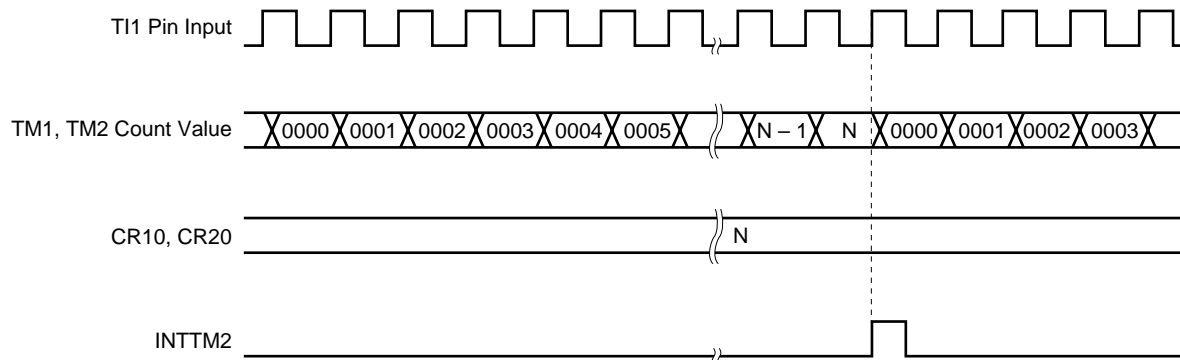 TI1 Pin Input
TM1, TM2 Count Value 0000 0001 0002 0003 0004 0005 N – 1 N 0000 0001 0002 0003
CR10, CR20 N
INTTM2